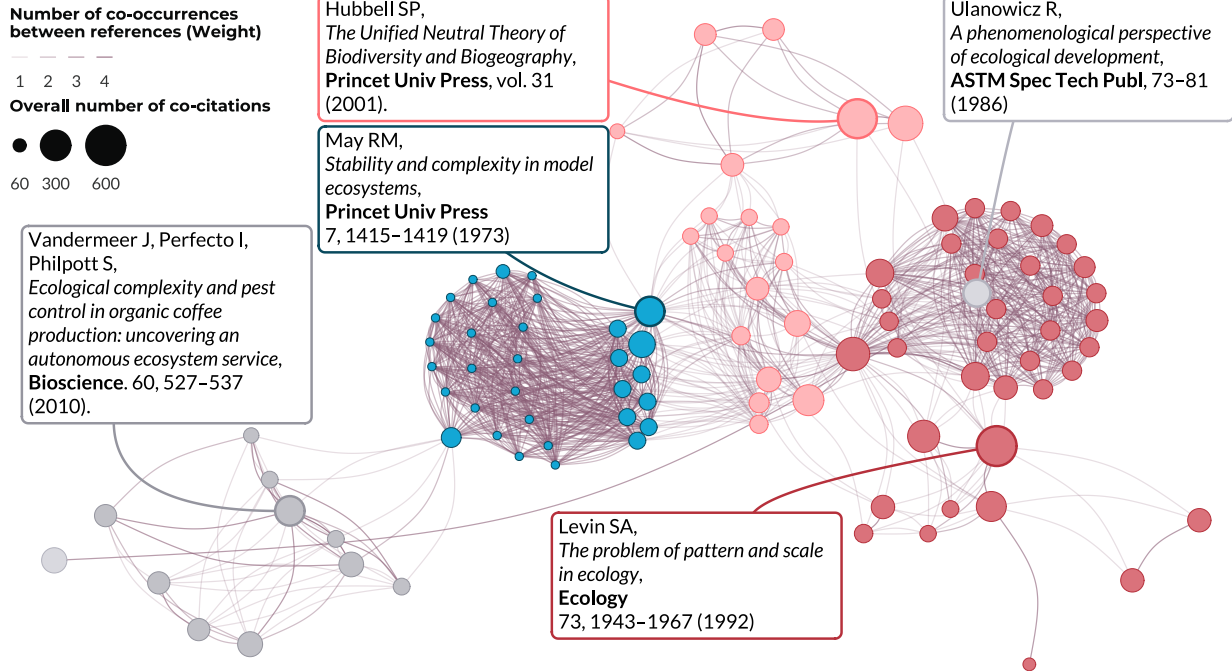 Number of co-occurrences
between references (Weight)
1 2 3 4
Overall number of co-citations
60 300 600
Hubbell SP,
The Unified Neutral Theory of
Biodiversity and Biogeography,
Princet Univ Press, vol. 31
(2001).
Ulanowicz R,
A phenomenological perspective
of ecological development,
ASTM Spec Tech Publ, 73–81
(1986)
May RM,
Stability and complexity in model
ecosystems,
Princet Univ Press
7, 1415–1419 (1973)
Vandermeer J, Perfecto I,
Philpott S,
Ecological complexity and pest
control in organic coffee
production: uncovering an
autonomous ecosystem service,
Bioscience. 60, 527–537
(2010).
Levin SA,
The problem of pattern and scale
in ecology,
Ecology
73, 1943–1967 (1992)